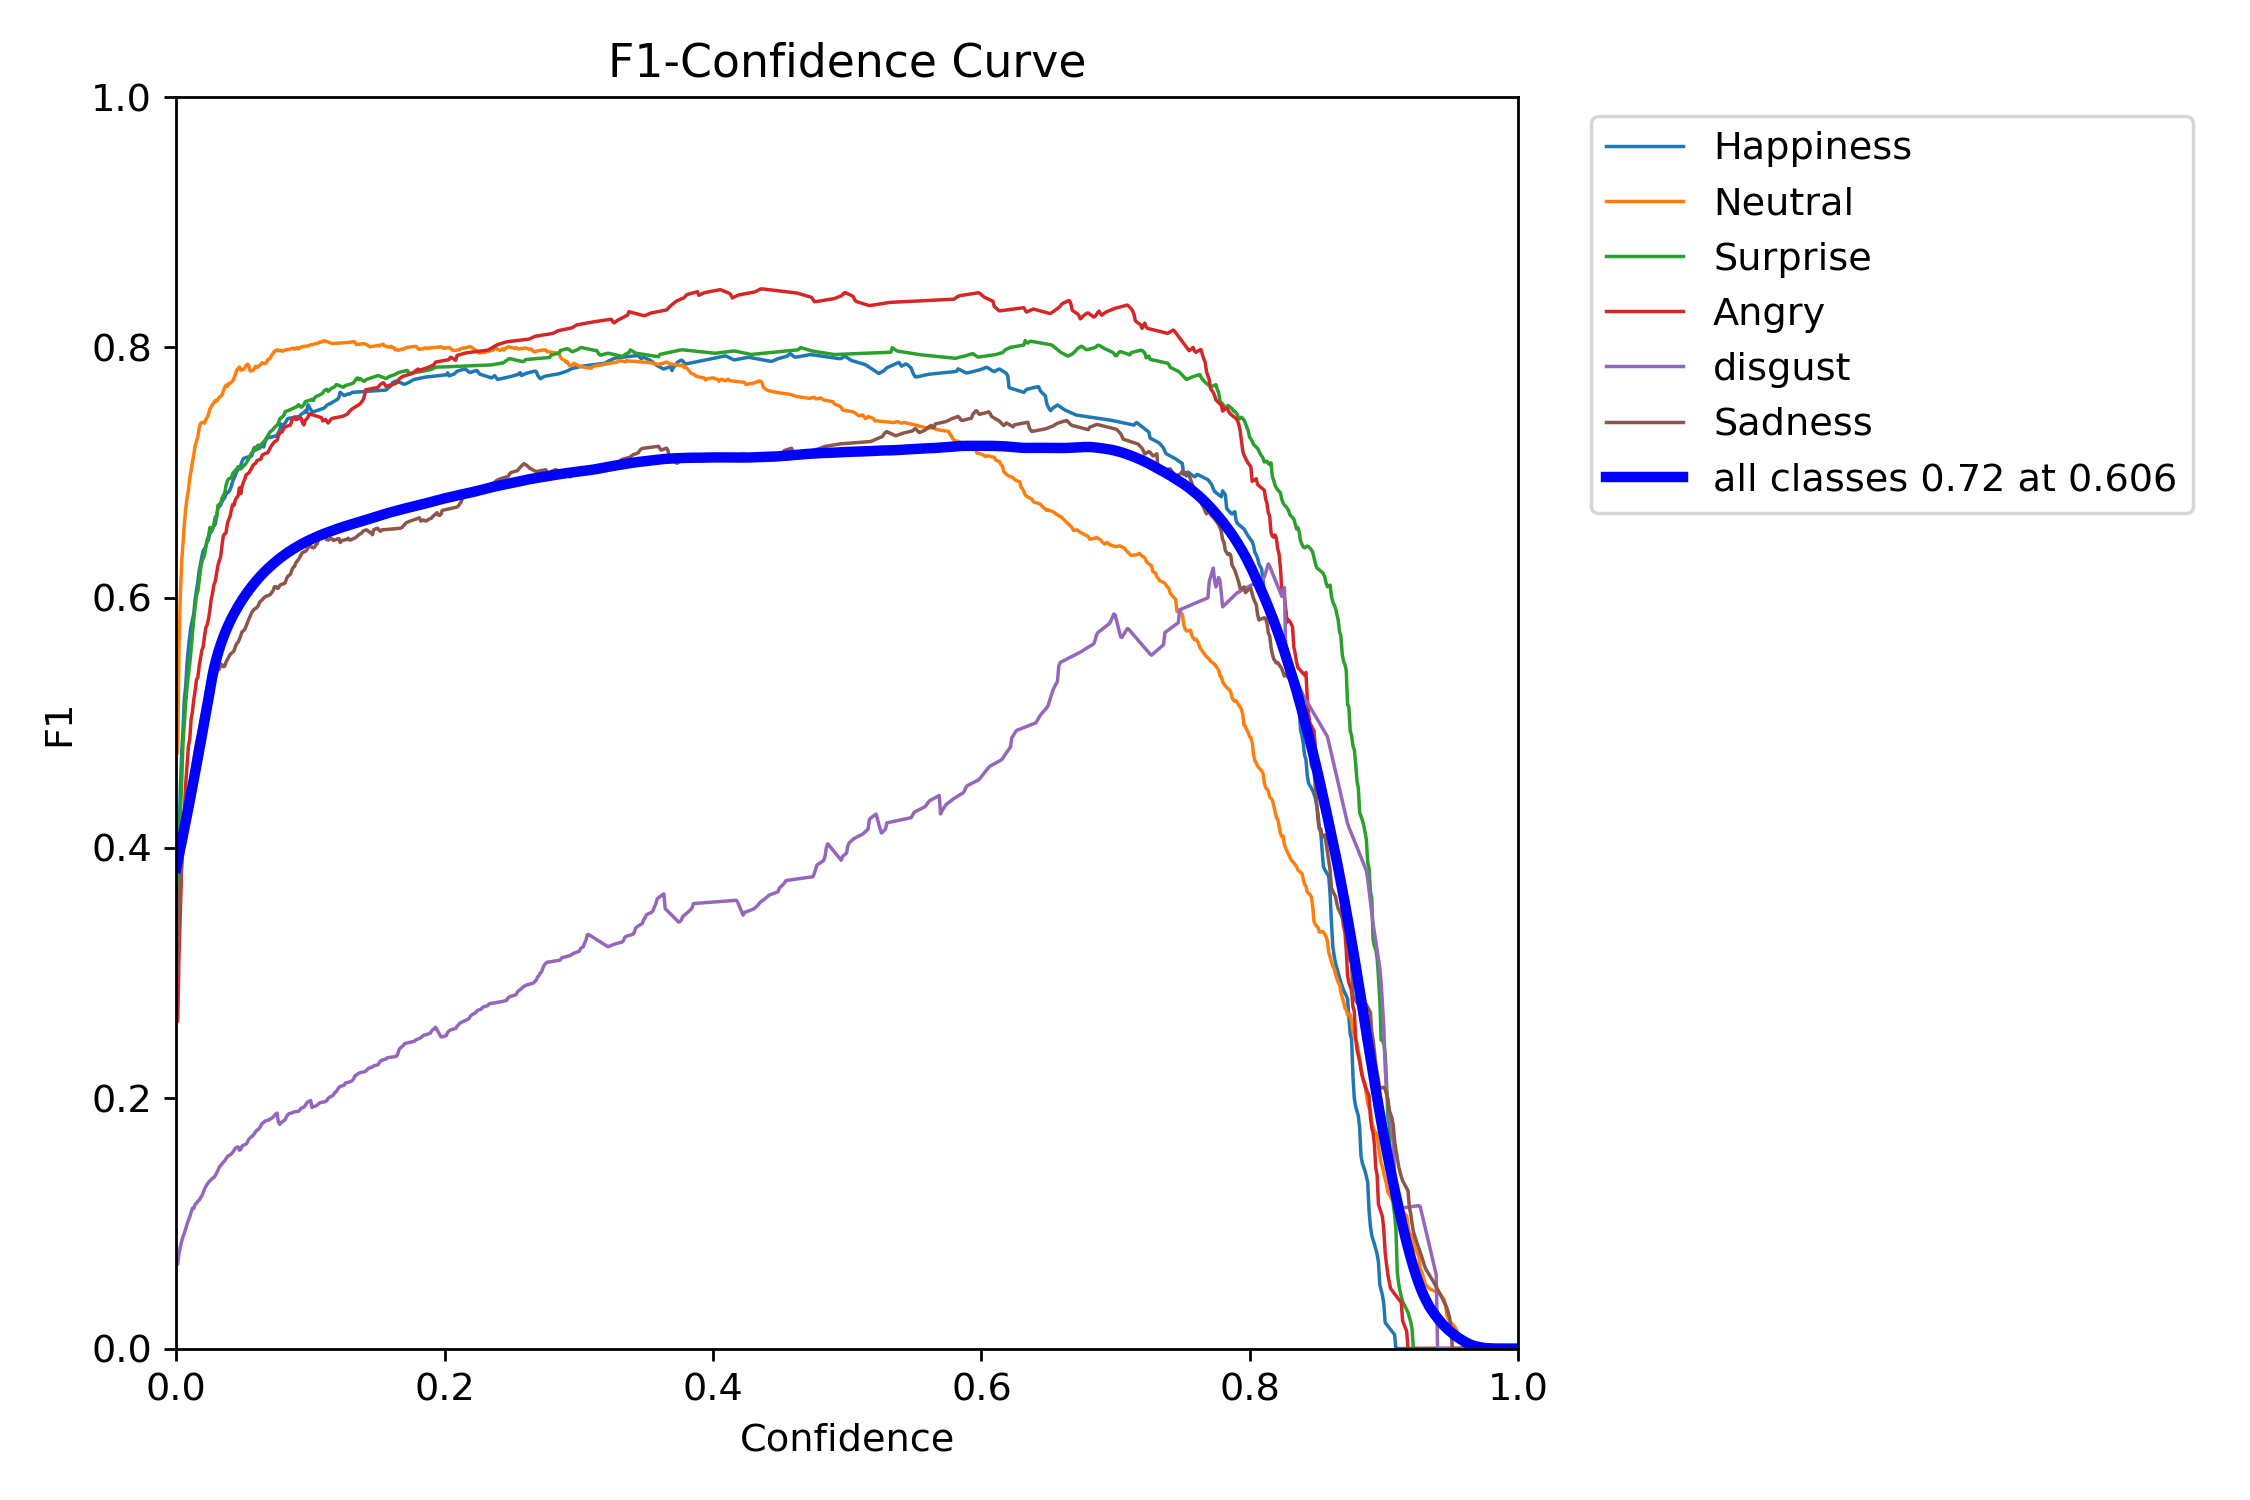 F1-Confidence Curve
1.0
0.8
0.6
0.4
0.2
0.0
F1
0.0 0.2 0.4 0.6 0.8 1.0
Confidence
Happiness
Neutral
Surprise
Angry
disgust
Sadness
all classes 0.72 at 0.606